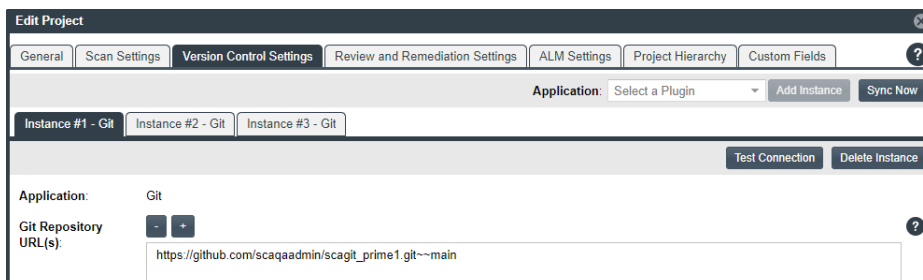 Edit Project
General Scan Settings Version Control Settings Review and Remediation Settings ALM Settings Project Hierarchy Custom Fields ?
Application: Select a Plugin Add Instance Sync Now
Instance #1 - Git Instance #2 - Git Instance #3 - Git
Test Connection Delete Instance
Application: Git
Git Repository - + ?
URL(s):
https://github.com/scaqaadmin/scagit_prime1.git~~main